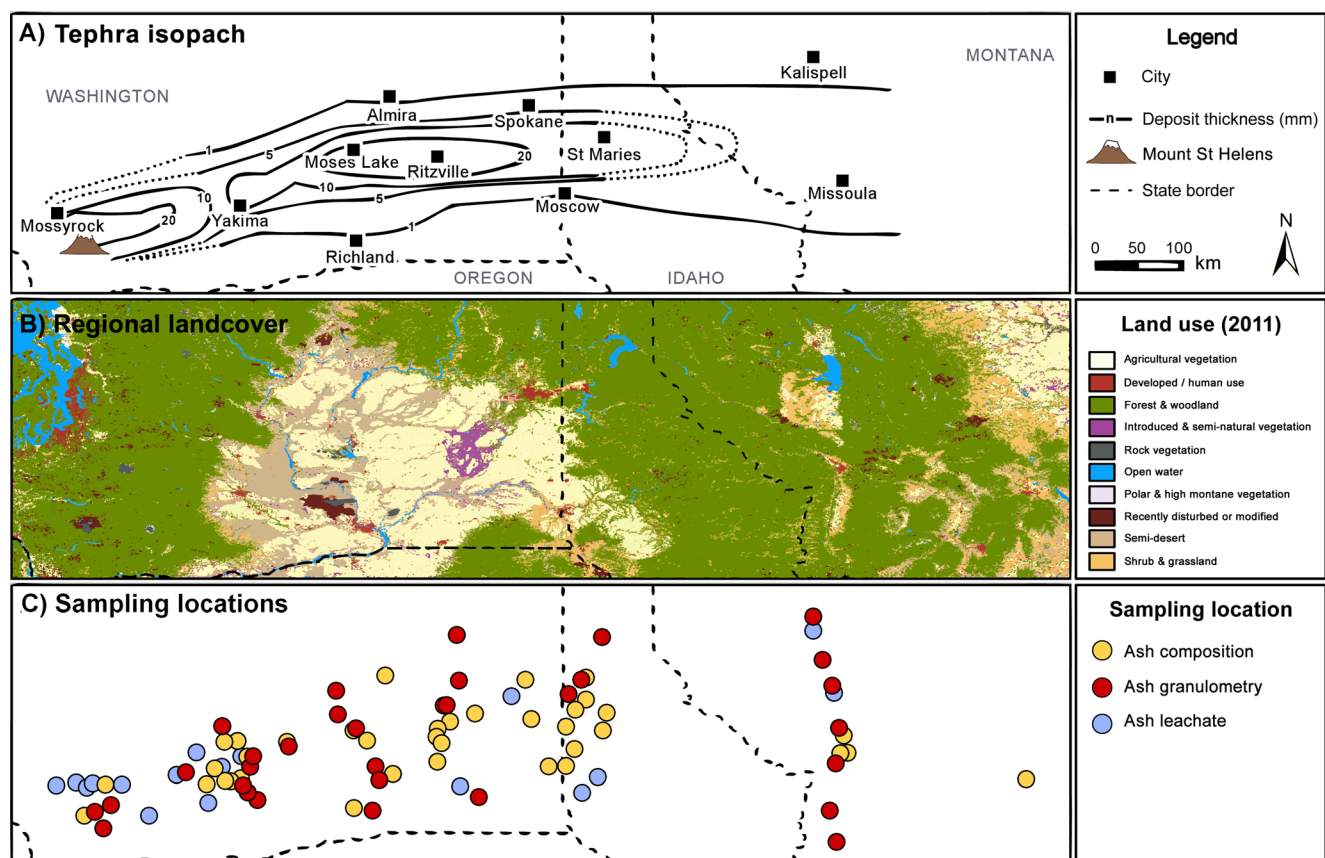 A) Tephra isopach
WASHINGTON
MONTANA
Kalispell
Almira
Spokane
1
5
Moses Lake
Ritzville
20
St Maries
10
10
5
Missoula
Mossyrock
20
Yakima
1
Moscow
Richland
OREGON
IDAHO
Legend
City
n
Deposit thickness (mm)
Mount St Helens
State border
N
0 50 100
km
B) Regional landcover
Land use (2011)
Agricultural vegetation
Developed / human use
Forest & woodland
Introduced & semi-natural vegetation
Rock vegetation
Open water
Polar & high montane vegetation
Recently disturbed or modified
Semi-desert
Shrub & grassland
C) Sampling locations
Sampling location
Ash composition
Ash granulometry
Ash leachate